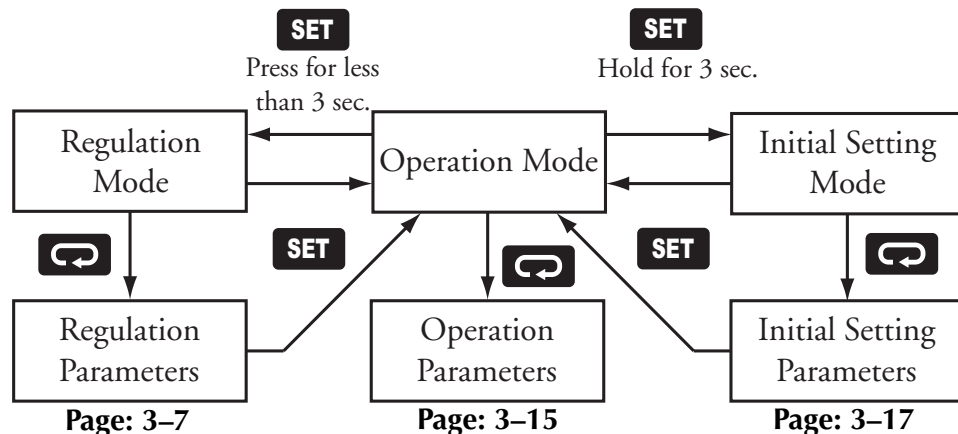 SET
Press for less
than 3 sec.
SET
Hold for 3 sec.
Regulation
Mode
Operation Mode
Initial Setting
Mode
SET
SET
Regulation
Parameters
Operation
Parameters
Initial Setting
Parameters
Page: 3–7
Page: 3–15
Page: 3–17